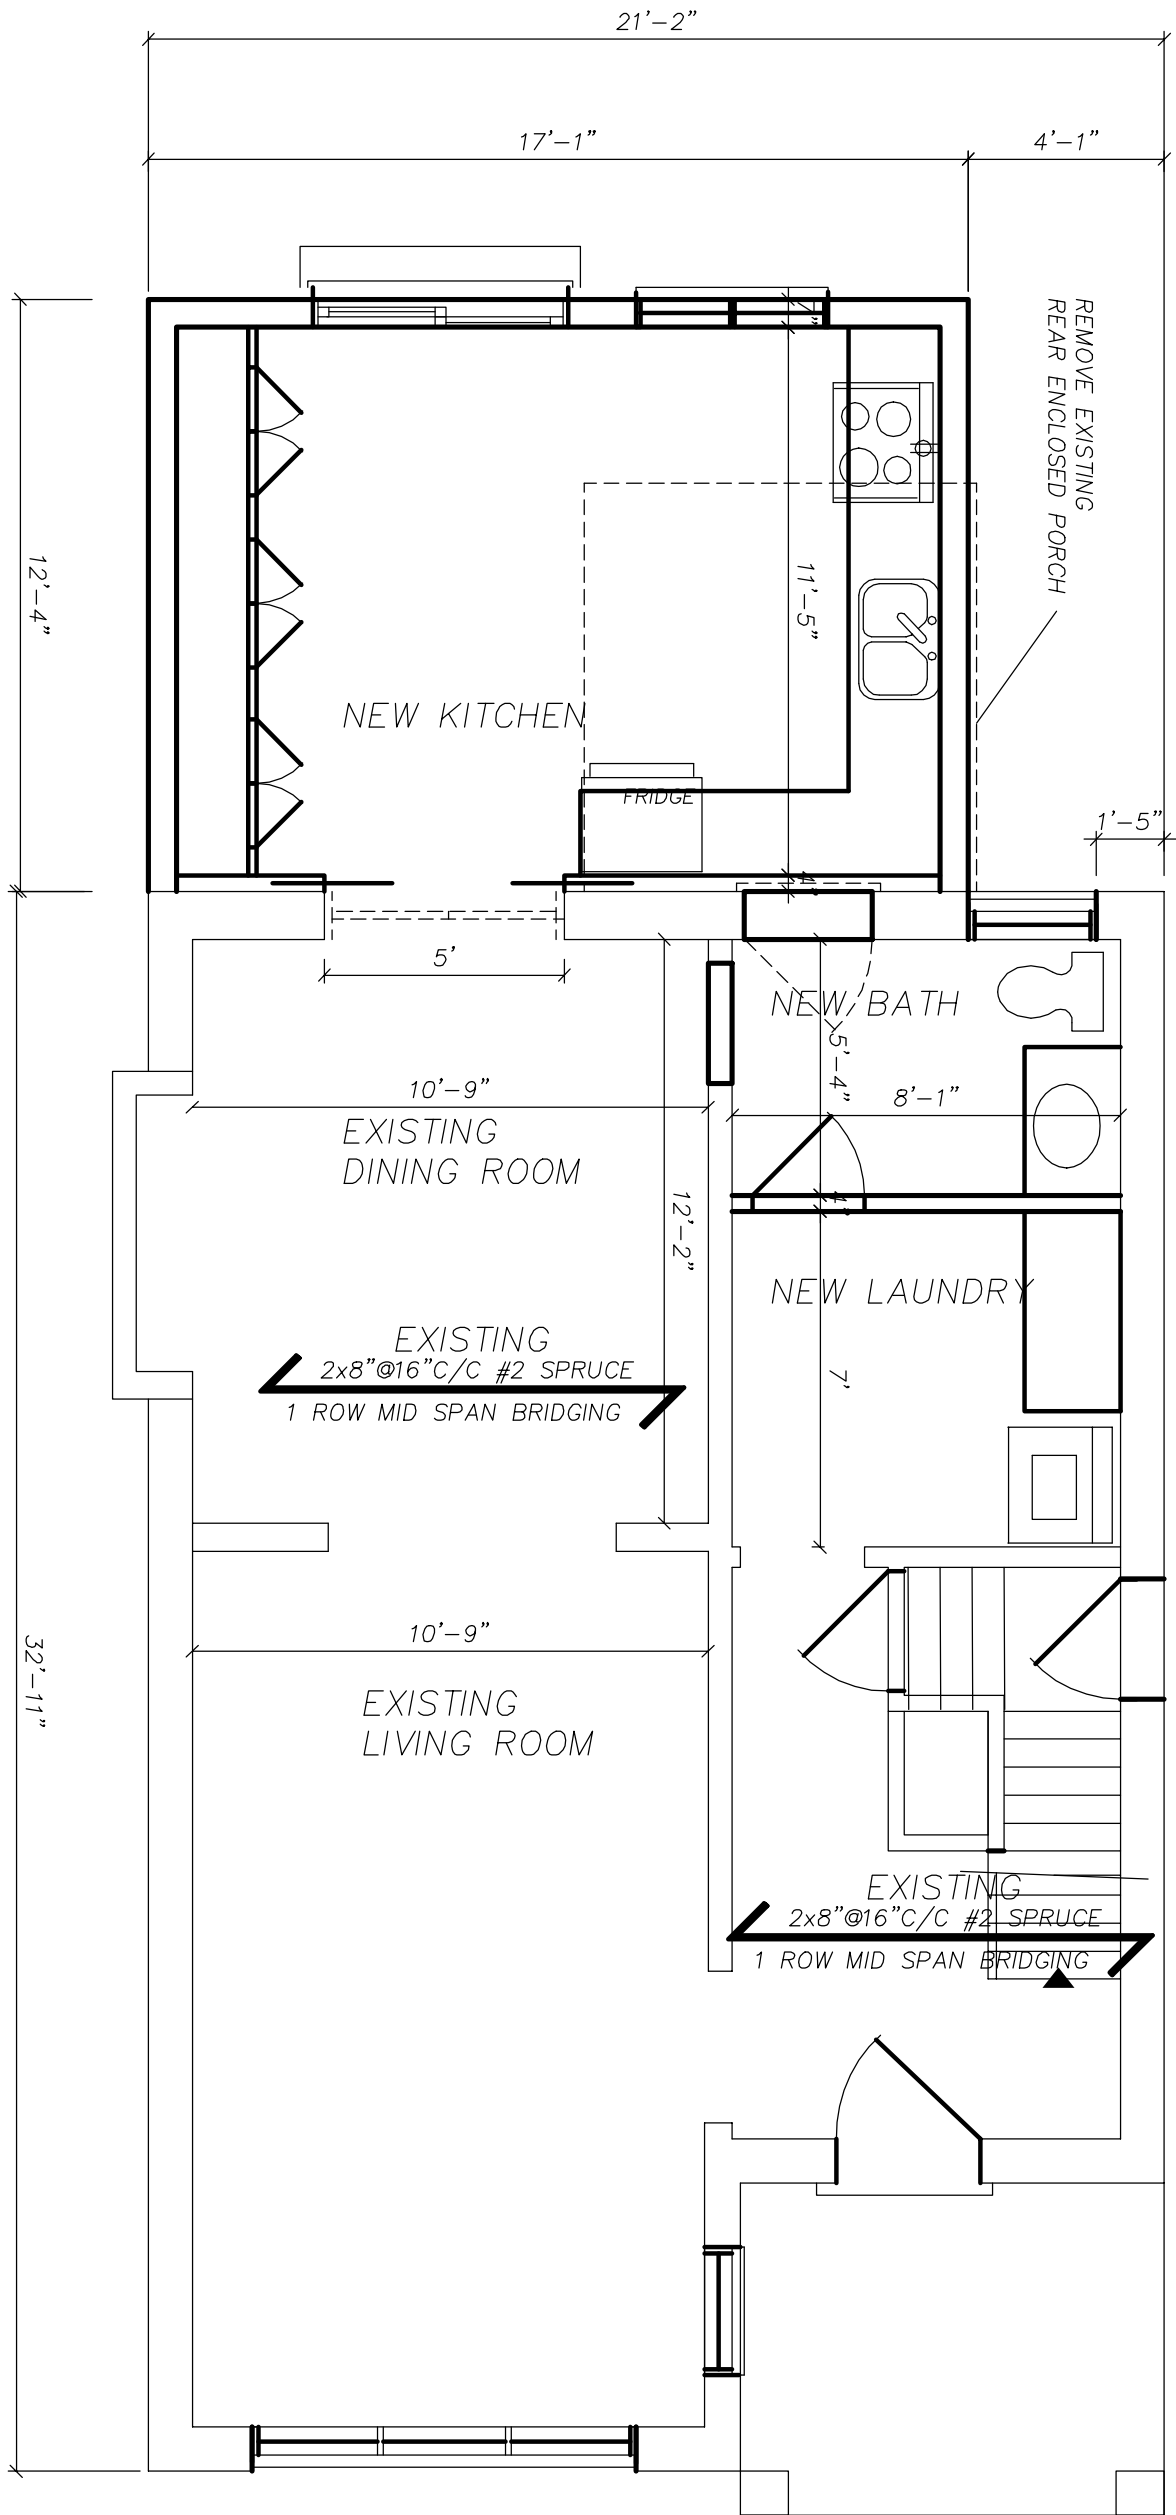 21'-2"
17'-1"
4'-1"
REMOVE EXISTING
REAR ENCLOSED PORCH
12'-4"
11'-5"
NEW KITCHEN
FRIDGE
1'-5"
5'
NEW BATH
5'-4"
10'-9"
8'-1"
EXISTING
DINING ROOM
12'-2"
4"
NEW LAUNDRY
EXISTING
2x8"@16"C/C #2 SPRUCE
1 ROW MID SPAN BRIDGING
7'
10'-9"
32'-11"
EXISTING
LIVING ROOM
EXISTING
2x8"@16"C/C #2 SPRUCE
1 ROW MID SPAN BRIDGING